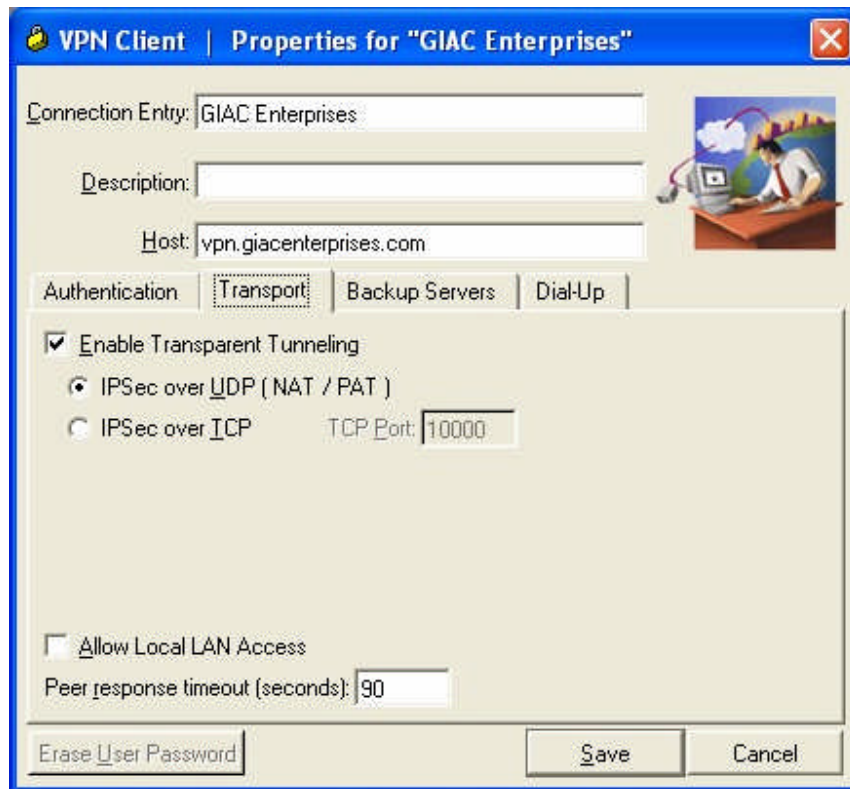 VPN Client | Properties for "GIAC Enterprises"
Connection Entry: GIAC Enterprises
Description:
Host: vpn.giacenterprises.com
Authentication Transport Backup Servers Dial-Up
Enable Transparent Tunneling
IPSec over UDP ( NAT / PAT )
IPSec over TCP TCP Port: 10000
Allow Local LAN Access
Peer response timeout (seconds): 90
Erase User Password Save Cancel